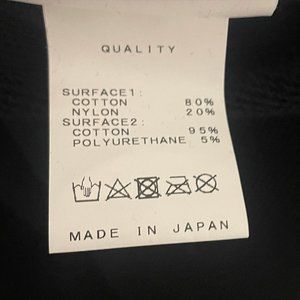 QUALITY
SURFACE1:
COTTON 80%
NYLON 20%
SURFACE2:
COTTON 95%
POLYURETHANE 5%
MADE IN JAPAN